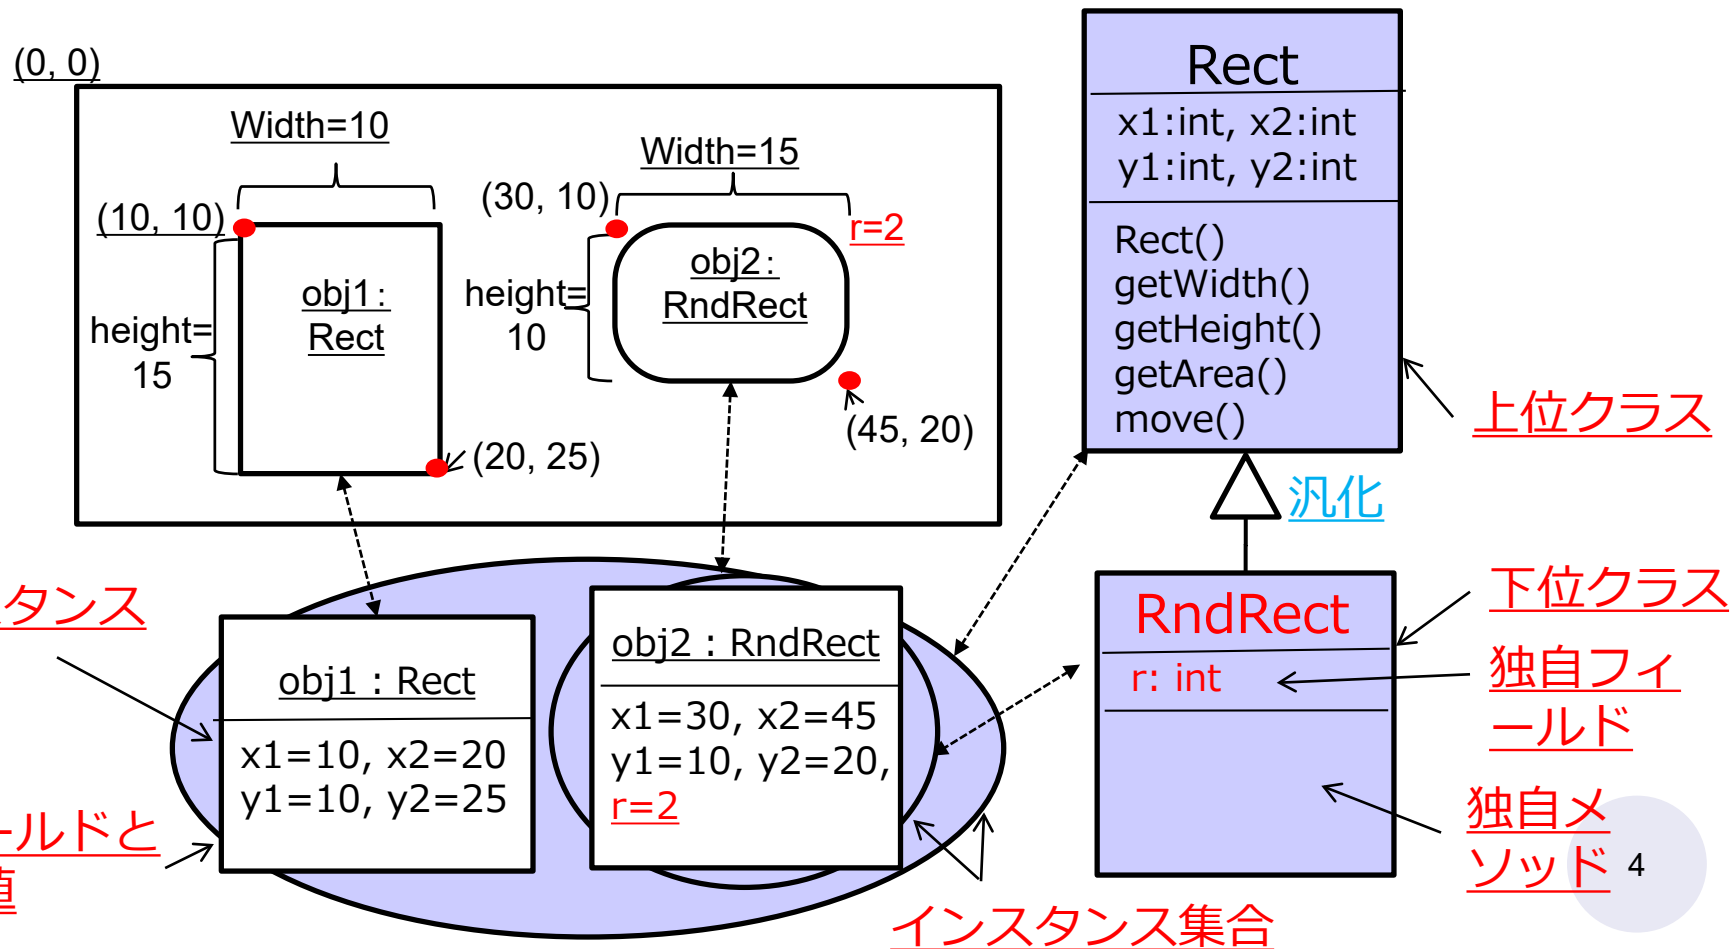 (0, 0)
Width=10
(10, 10)
height=
15
obj1:
Rect
(20, 25)
Width=15
(30, 10)
r=2
height=
10
obj2:
RndRect
(45, 20)
Rect
x1:int, x2:int
y1:int, y2:int
Rect()
getWidth()
getHeight()
getArea()
move()
上位クラス
汎化
RndRect
r: int
下位クラス
独自フィ
ールド
独自メ
ソッド
タンス
obj1 : Rect
x1=10, x2=20
y1=10, y2=25
obj2 : RndRect
x1=30, x2=45
y1=10, y2=20,
r=2
ールドと
値
インスタンス集合
4